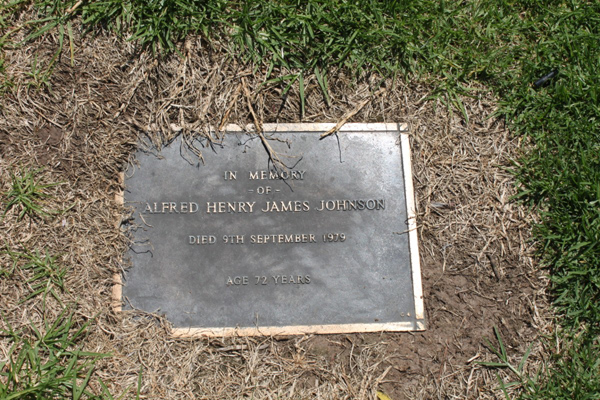 IN MEMORY
- OF -
ALFRED HENRY JAMES JOHNSON
DIED 9TH SEPTEMBER 1979
AGE 72 YEARS